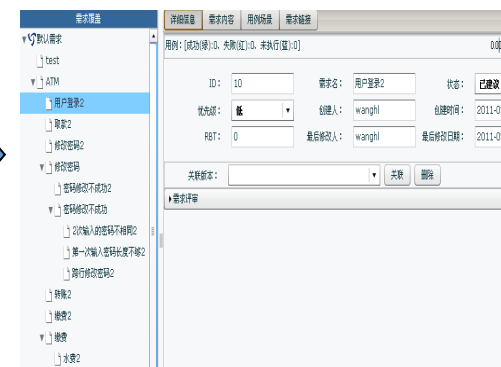 需求覆盖
默认需求
test
ATM
用户登录2
取款2
修改密码2
修改密码
密码修改不成功2
密码修改不成功
2次输入的密码不相同2
第一次输入密码长度不够2
跨行修改密码2
转账2
缴费2
缴费
水费2
详细信息 需求内容 用例场景 需求链接
用例：[成功(绿):0、失败(红):0、未执行(蓝):0]
ID： 10 需求名： 用户登录2 状态： 已建议
优先级： 低 创建人： wanghl 创建时间： 2011-0
RBT： 0 最后修改人： wanghl 最后修改日期： 2011-0
关联版本： 关联 删除
需求评审